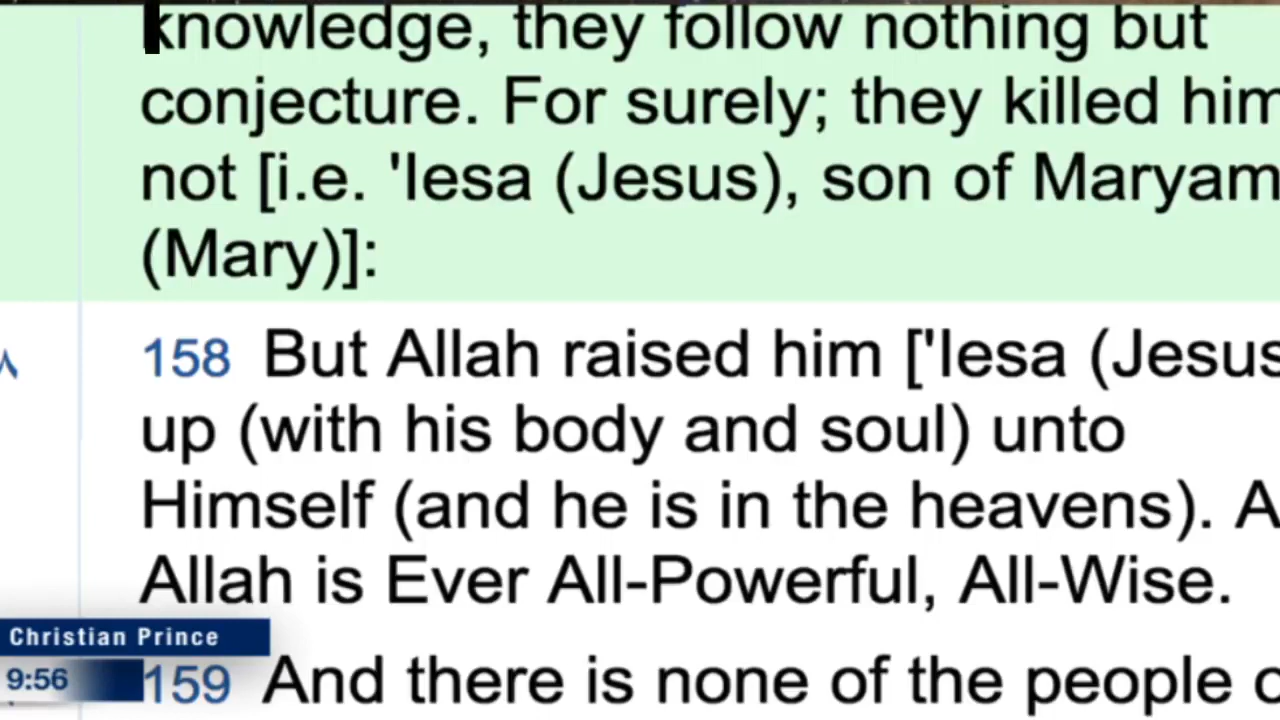 knowledge, they follow nothing but
conjecture. For surely; they killed him
not [i.e. 'Iesa (Jesus), son of Maryam
(Mary)]:
158 But Allah raised him ['Iesa (Jesus
up (with his body and soul) unto
Himself (and he is in the heavens). A
Allah is Ever All-Powerful, All-Wise.
Christian Prince
9:56
159 And there is none of the people o